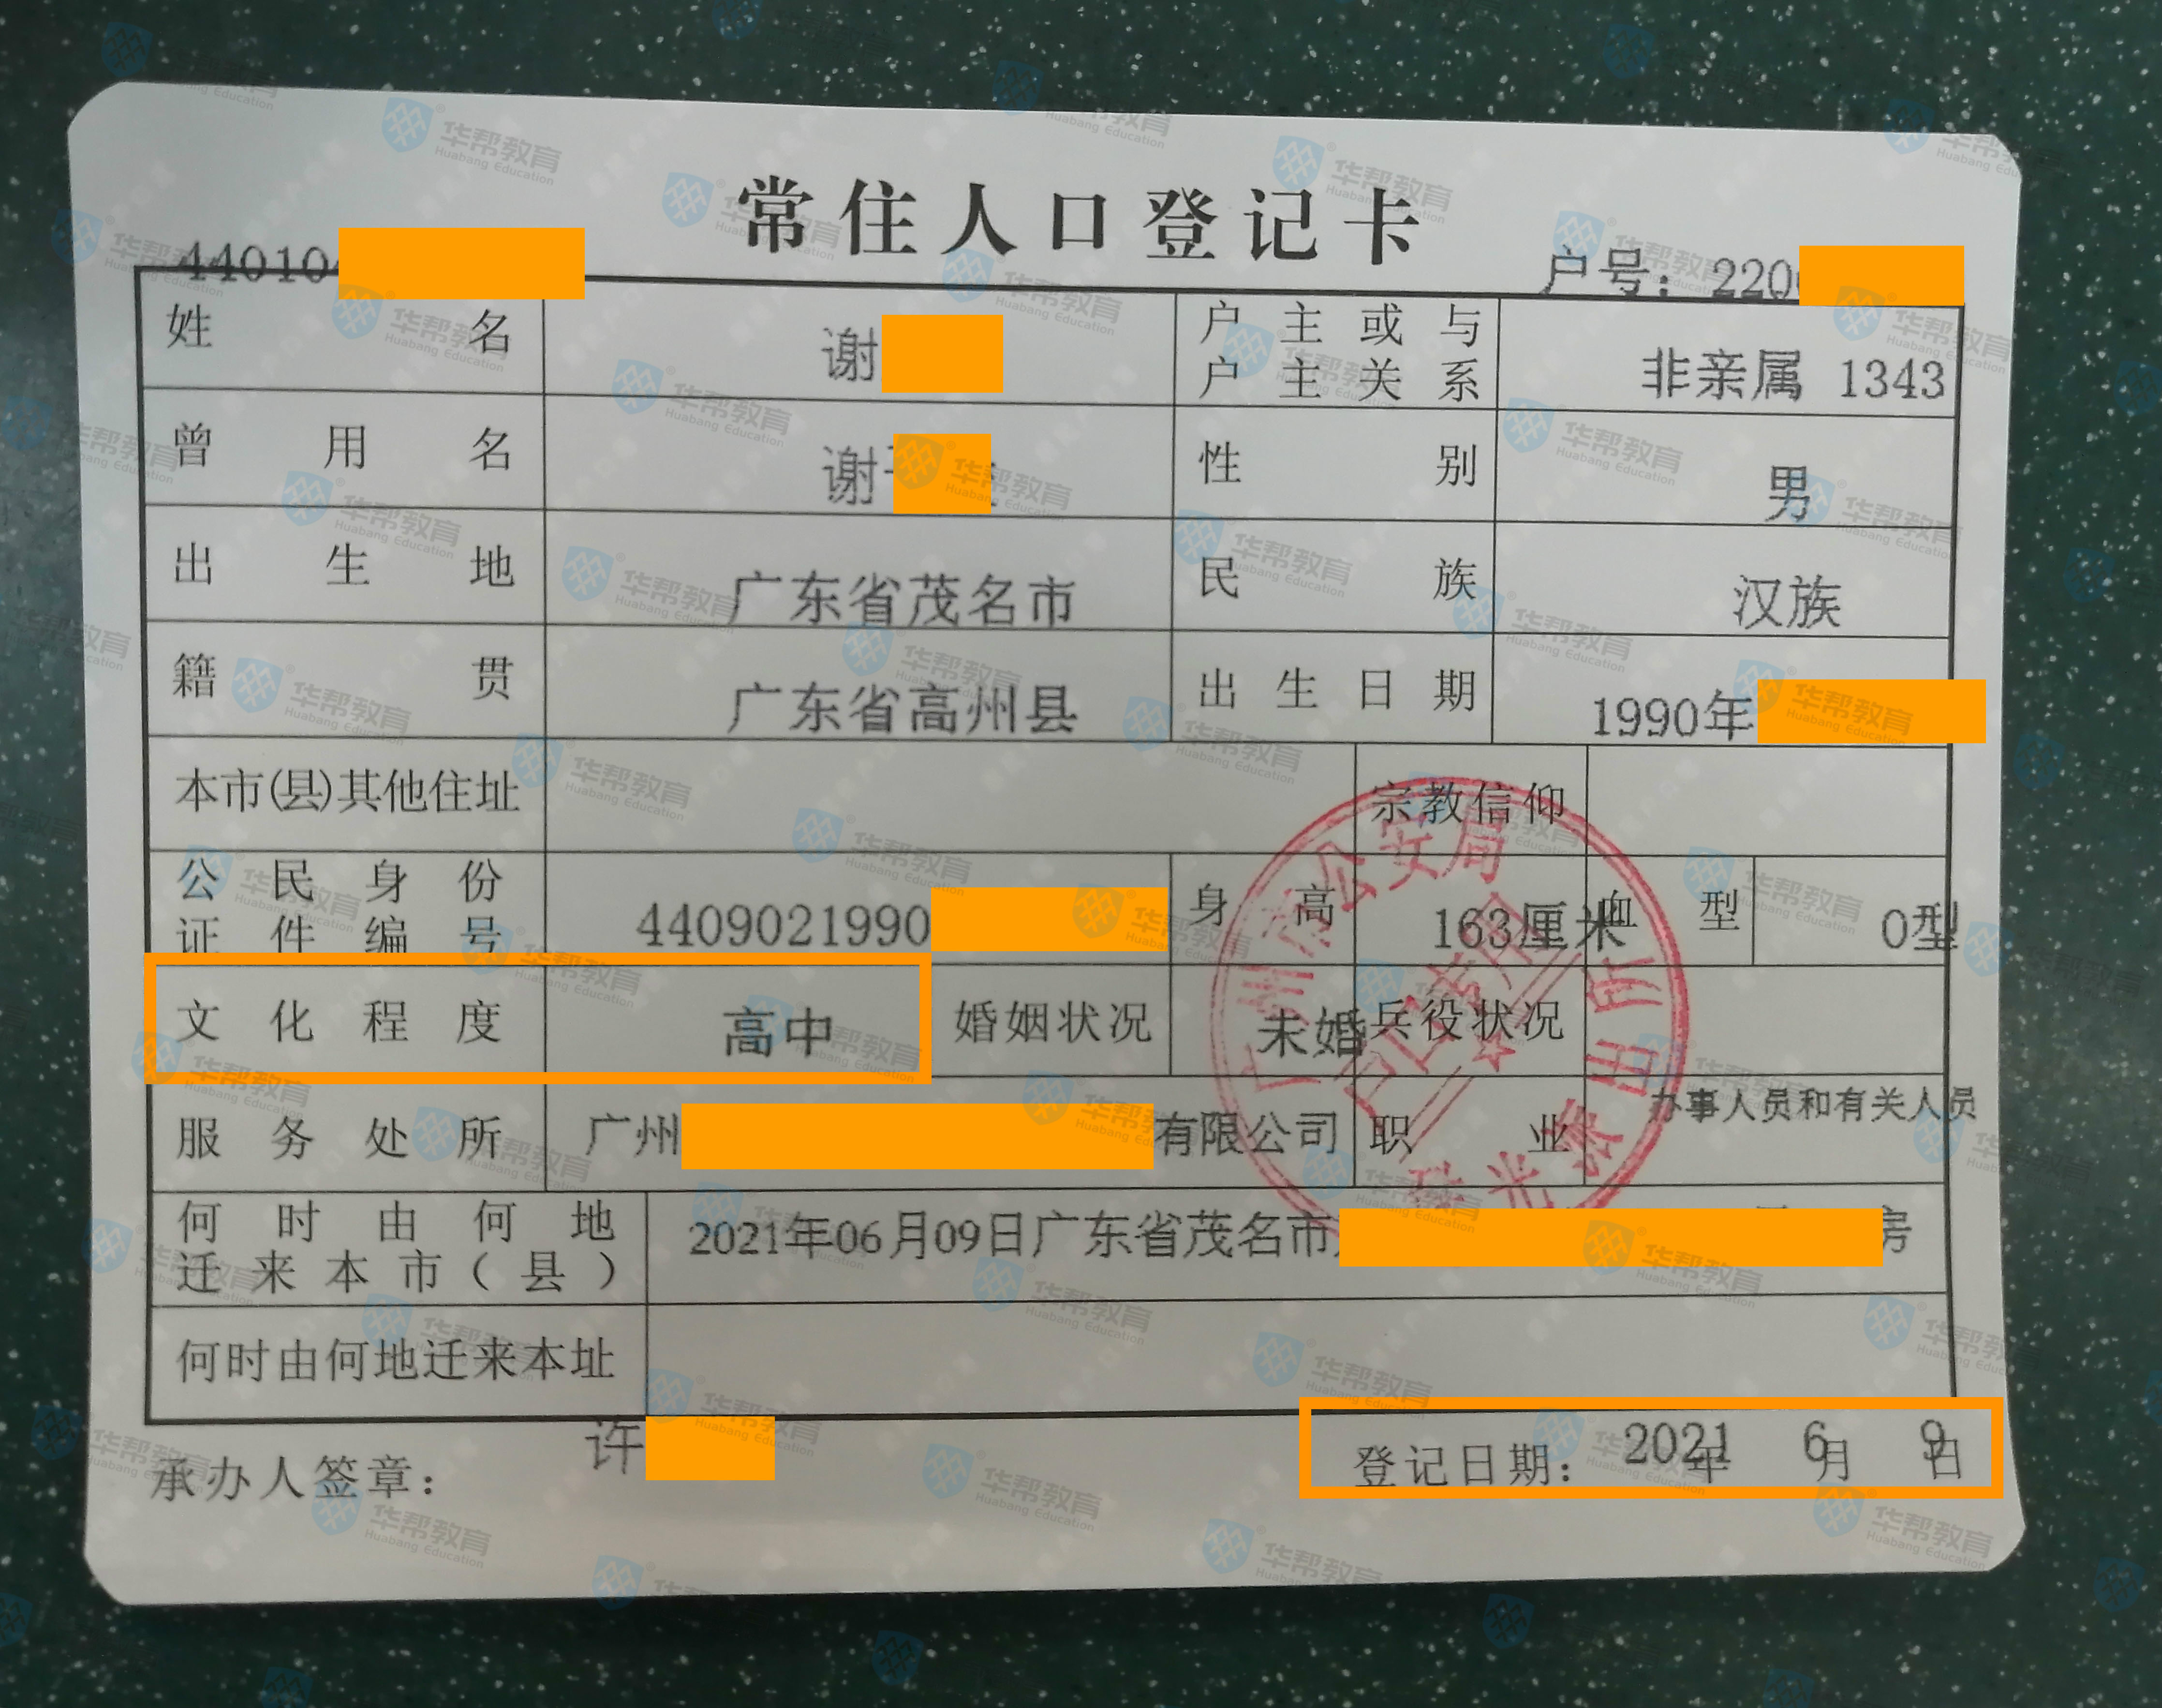 常住人口登记卡
44010
户号：220
姓名 谢 户主或与户主关系 非亲属 1343
曾用名 谢 性别 男
出生地 广东省茂名市 民族 汉族
籍贯 广东省高州县 出生日期 1990年
本市(县)其他住址 宗教信仰
公民身份证件编号 4409021990 身高 163厘米 血型 O型
文化程度 高中 婚姻状况 未婚 兵役状况
服务处所 广州 有限公司 职业 办事人员和有关人员
何时由何地迁来本市（县） 2021年06月09日广东省茂名市 房
何时由何地迁来本址
承办人签章： 许 登记日期： 2021年 6月 9日
华帮教育
Huabang Education